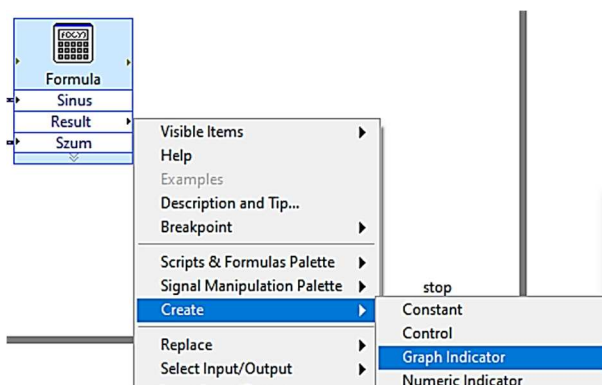 f(x,y)
Formula
Sinus
Result
Szum
Visible Items
Help
Examples
Description and Tip...
Breakpoint
Scripts & Formulas Palette
Signal Manipulation Palette
Create
Replace
Select Input/Output
stop
Constant
Control
Graph Indicator
Numeric Indicator